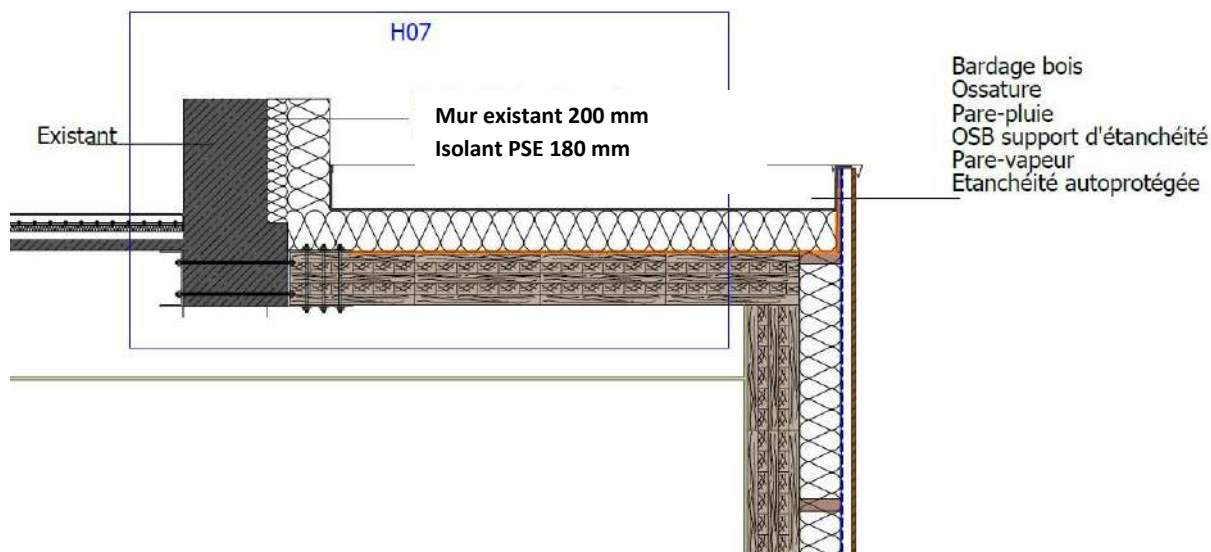 H07
Existant
Mur existant 200 mm
Isolant PSE 180 mm
Bardage bois
Ossature
Pare-pluie
OSB support d'étanchéité
Pare-vapeur
Etanchéité autoprotégée